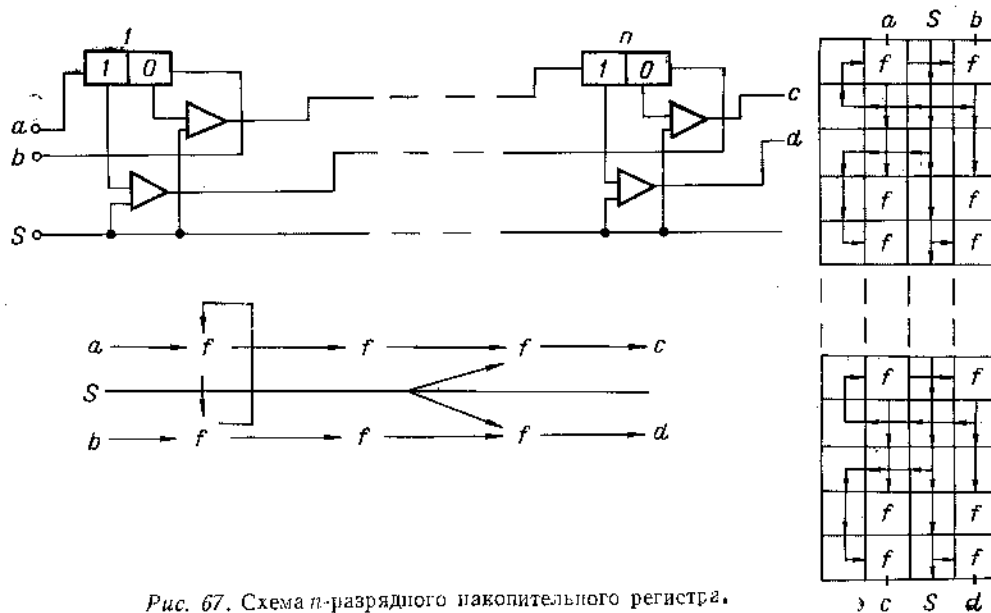 1 n
1 0 1 0
a c
b d
S
a f f f c
S
b f f f d
a S b
f f
f f
f f
f f
f f
f f
c S d
Рис. 67. Схема n-разрядного накопительного регистра.